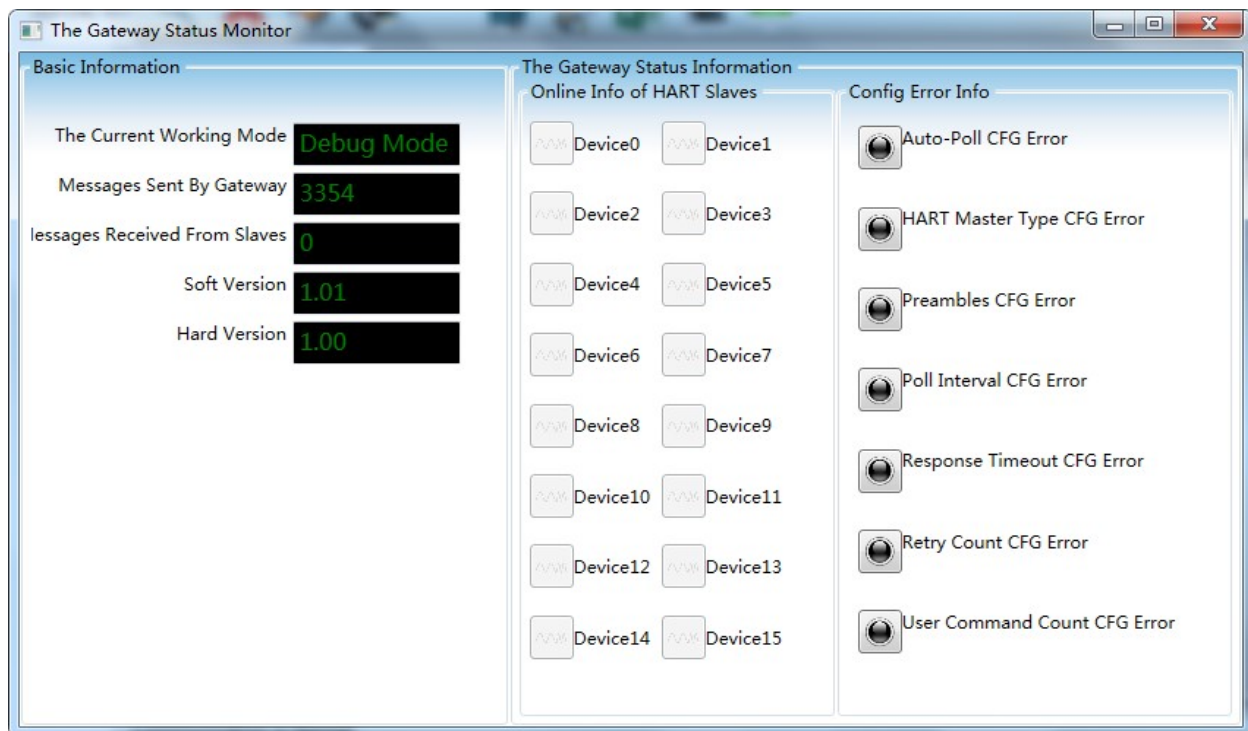 The Gateway Status Monitor
Basic Information
The Current Working Mode Debug Mode
Messages Sent By Gateway 3354
lessages Received From Slaves 0
Soft Version 1.01
Hard Version 1.00
The Gateway Status Information
Online Info of HART Slaves
Device0 Device1
Device2 Device3
Device4 Device5
Device6 Device7
Device8 Device9
Device10 Device11
Device12 Device13
Device14 Device15
Config Error Info
Auto-Poll CFG Error
HART Master Type CFG Error
Preambles CFG Error
Poll Interval CFG Error
Response Timeout CFG Error
Retry Count CFG Error
User Command Count CFG Error